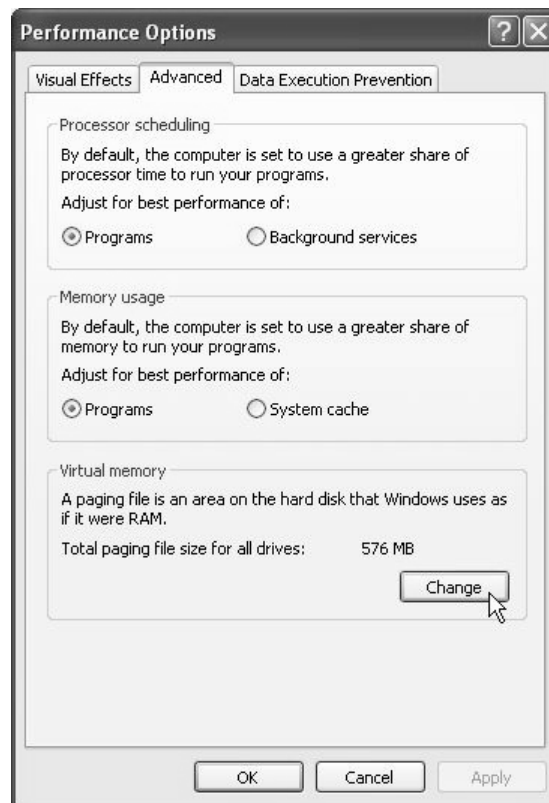 Performance Options
Visual Effects
Advanced
Data Execution Prevention
Processor scheduling
By default, the computer is set to use a greater share of
processor time to run your programs.
Adjust for best performance of:
Programs
Background services
Memory usage
By default, the computer is set to use a greater share of
memory to run your programs.
Adjust for best performance of:
Programs
System cache
Virtual memory
A paging file is an area on the hard disk that Windows uses as
if it were RAM.
Total paging file size for all drives: 576 MB
Change
OK
Cancel
Apply